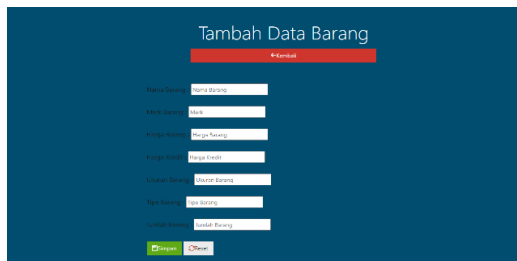 Tambah Data Barang
Kembali
Nama Barang : Nama Barang
Merk Barang : Merk
Harga Barang : Harga Barang
Harga Kredit : Harga Kredit
Ukuran Barang : Ukuran Barang
Tipe Barang : Tipe Barang
Jumlah Barang : Jumlah Barang
Simpan Reset